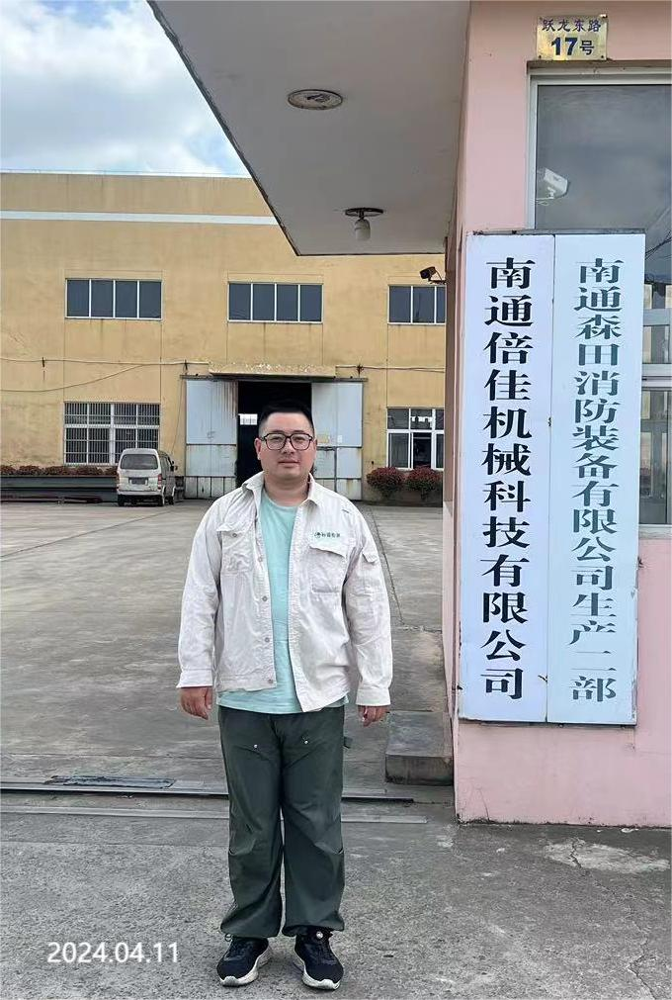 跃龙东路
17号
南通倍佳机械科技有限公司
南通森田消防装备有限公司生产二部
2024.04.11